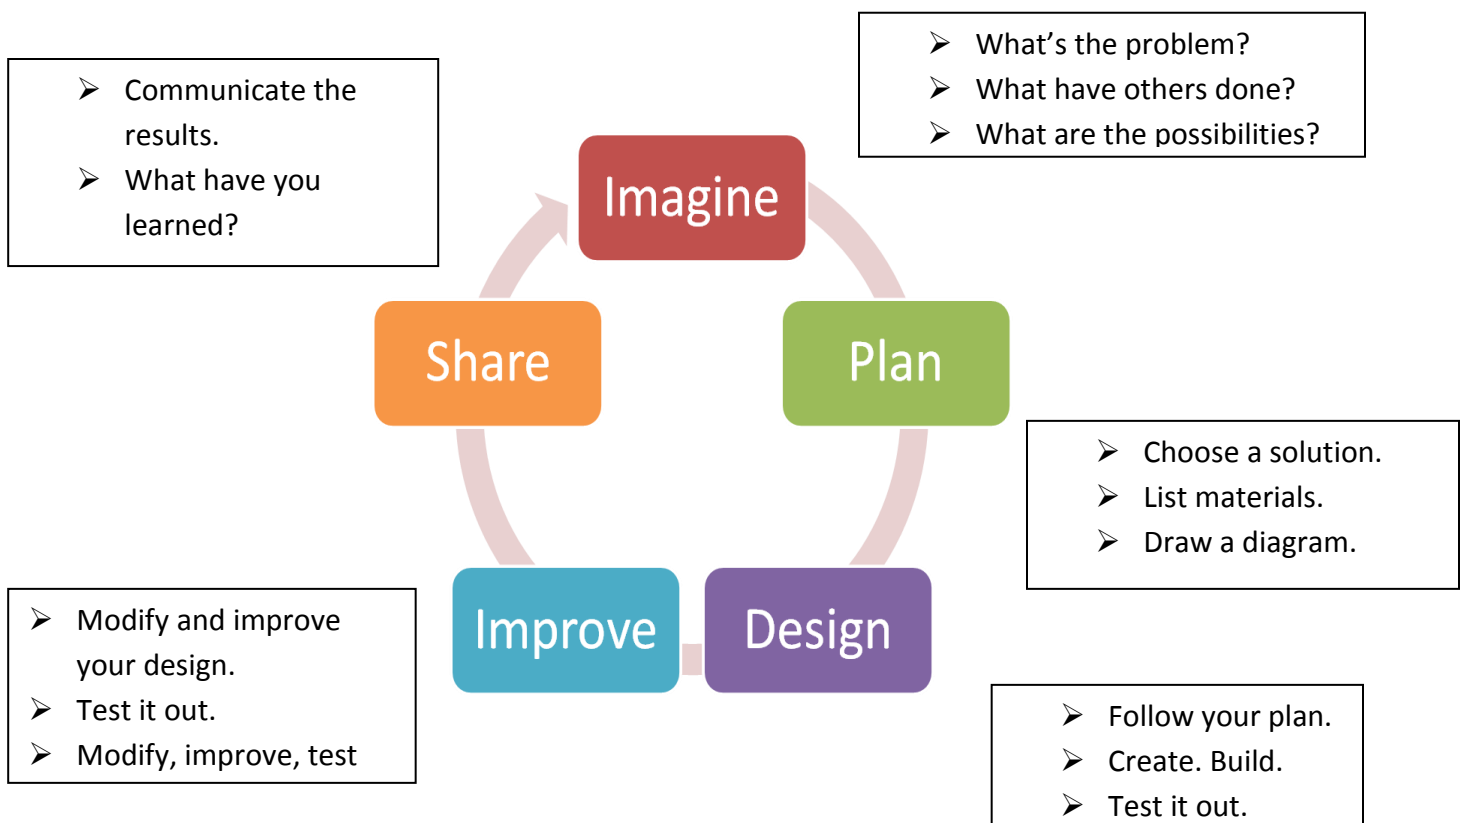 ➢ What's the problem?
➢ What have others done?
➢ What are the possibilities?
➢ Communicate the
results.
➢ What have you
learned?
Imagine
Share
Plan
➢ Choose a solution.
➢ List materials.
➢ Draw a diagram.
Improve
Design
➢ Modify and improve
your design.
➢ Test it out.
➢ Modify, improve, test
➢ Follow your plan.
➢ Create. Build.
➢ Test it out.